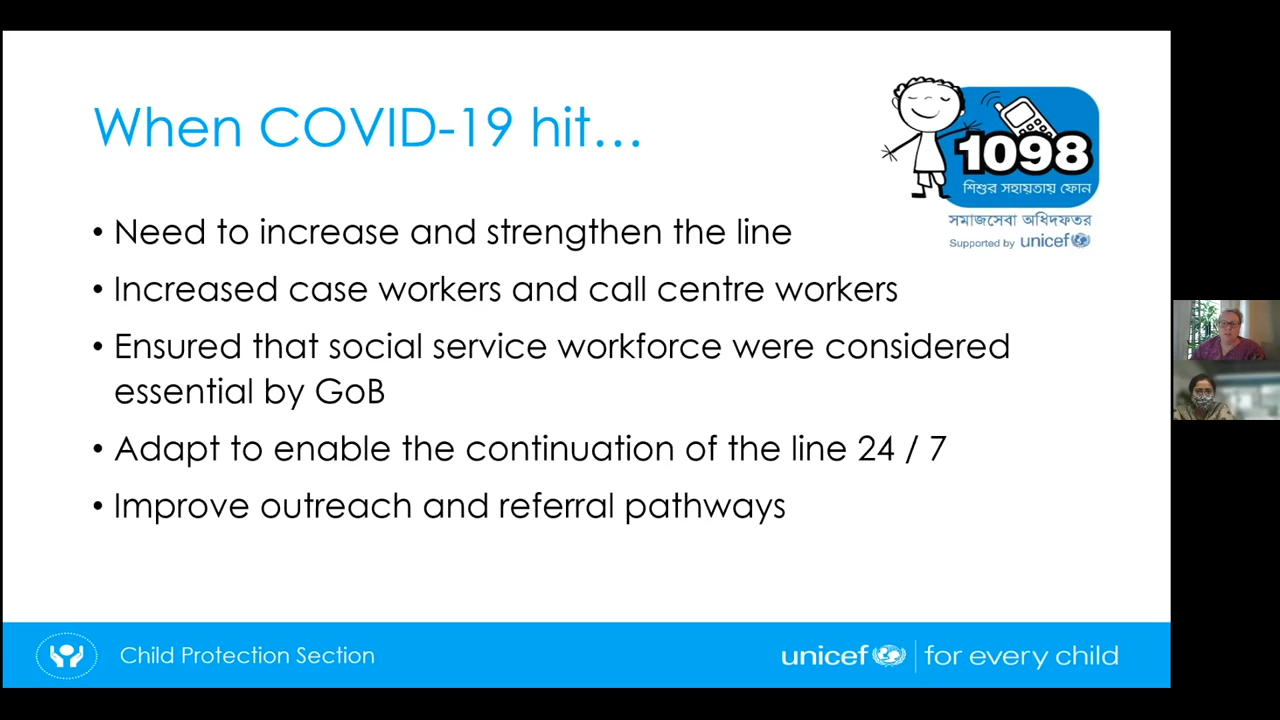 When COVID-19 hit…
1098
শিশুর সহায়তায় ফোন
সমাজসেবা অধিদফতর
Supported by unicef
• Need to increase and strengthen the line
• Increased case workers and call centre workers
• Ensured that social service workforce were considered
essential by GoB
• Adapt to enable the continuation of the line 24 / 7
• Improve outreach and referral pathways
Child Protection Section
unicef | for every child